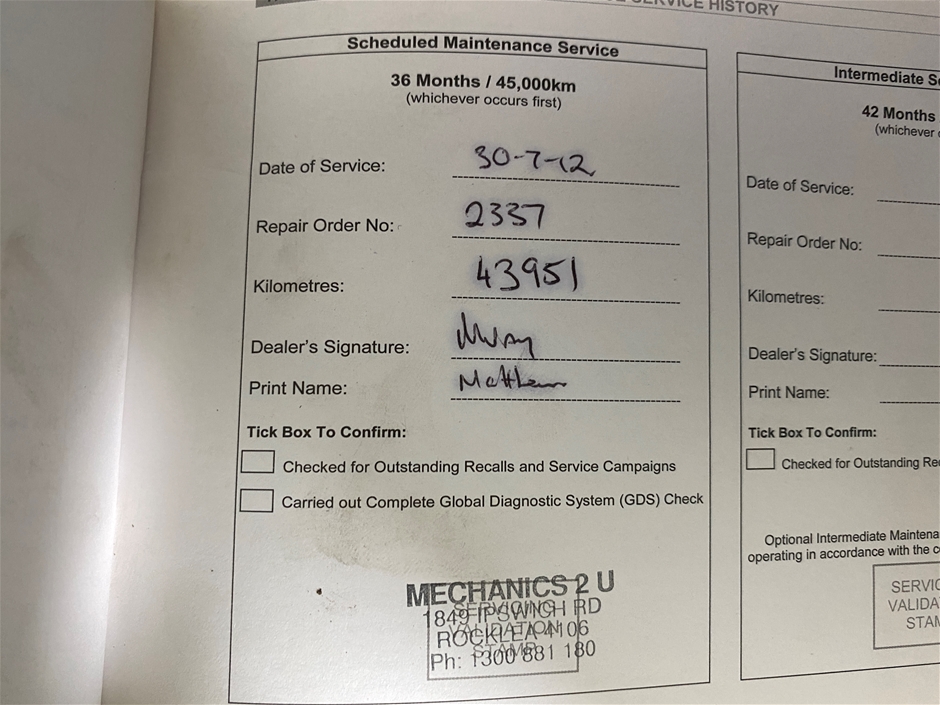 SERVICE HISTORY
Scheduled Maintenance Service
36 Months / 45,000km
(whichever occurs first)
Date of Service: 30-7-12
Repair Order No: 2337
Kilometres: 43951
Dealer's Signature:
Print Name: Matthew
Tick Box To Confirm:
Checked for Outstanding Recalls and Service Campaigns
Carried out Complete Global Diagnostic System (GDS) Check
MECHANICS 2 U
SERVICING
1849 IPSWICH RD
VALIDATION
ROCKLEA 4106
STAMP
Ph: 1300 881 180
Intermediate S
42 Months
(whichever
Date of Service:
Repair Order No:
Kilometres:
Dealer's Signature:
Print Name:
Tick Box To Confirm:
Checked for Outstanding Re
Optional Intermediate Maintena
operating in accordance with the c
SERVIC
VALIDA
STAM